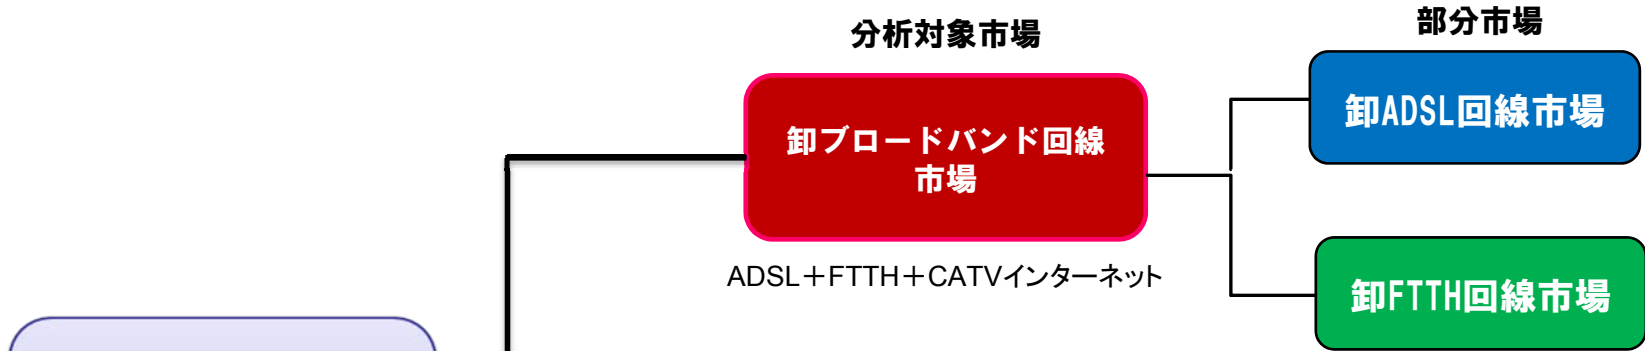 分析対象市場
部分市場
卸ブロードバンド回線
市場
ADSL＋FTTH＋CATVインターネット
卸ADSL回線市場
卸FTTH回線市場